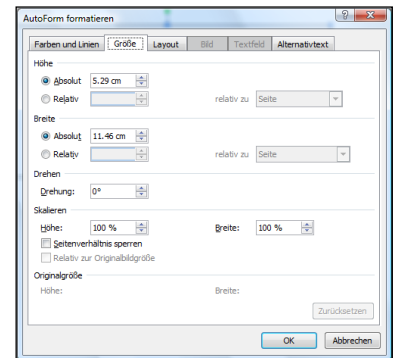 AutoForm formatieren
Farben und Linien Größe Layout Bild Textfeld Alternativtext
Höhe
Absolut 5.29 cm
Relativ relativ zu Seite
Breite
Absolut 11.46 cm
Relativ relativ zu Seite
Drehen
Drehung: 0°
Skalieren
Höhe: 100 % Breite: 100 %
Seitenverhältnis sperren
Relativ zur Originalbildgröße
Originalgröße
Höhe: Breite:
Zurücksetzen
OK Abbrechen